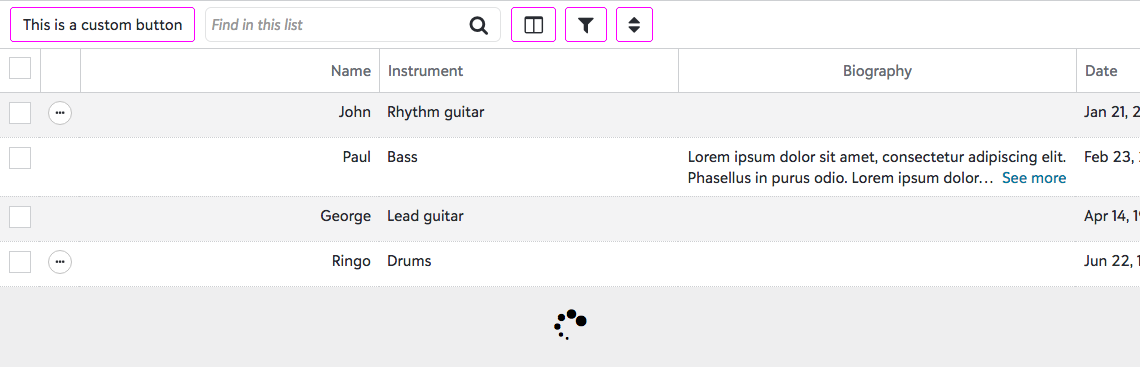 This is a custom button Find in this list
Name Instrument Biography Date
John Rhythm guitar Jan 21, 2
Paul Bass Lorem ipsum dolor sit amet, consectetur adipiscing elit. Feb 23,
Phasellus in purus odio. Lorem ipsum dolor… See more
George Lead guitar Apr 14, 19
Ringo Drums Jun 22, 1